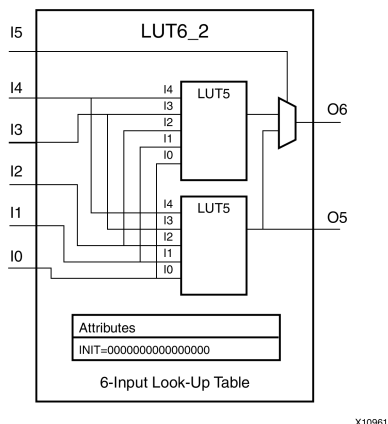 LUT6_2
I5
I4
I3
I2
I1
I0
I4
I3
I2
I1
I0
LUT5
I4
I3
I2
I1
I0
LUT5
O6
O5
Attributes
INIT=0000000000000000
6-Input Look-Up Table
X10961